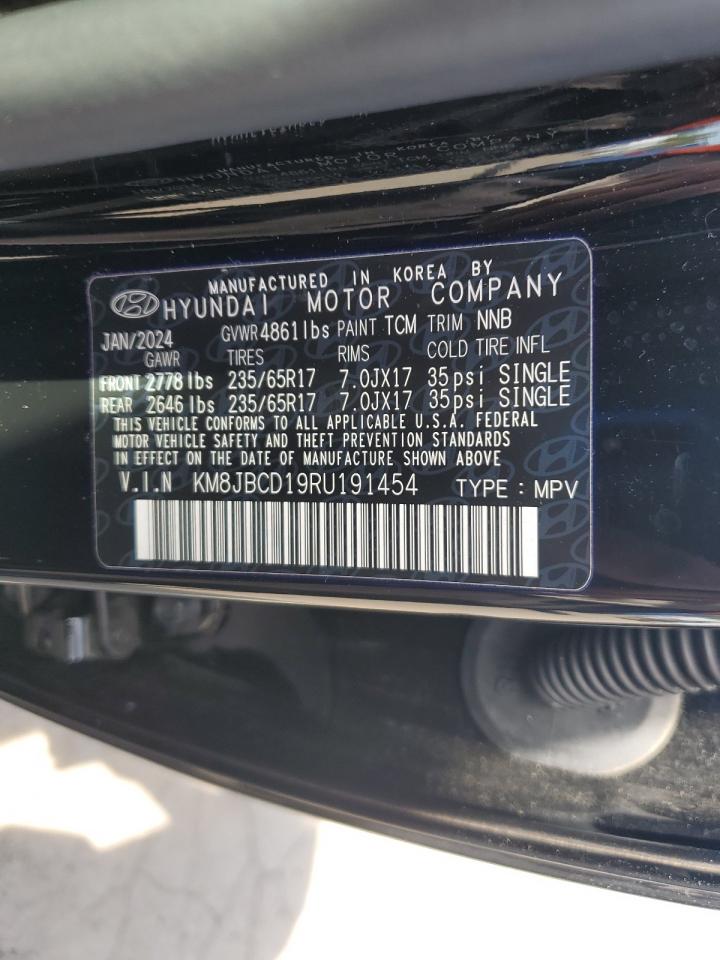 MANUFACTURED IN KOREA BY
HYUNDAI MOTOR COMPANY
JAN/2024 GVWR 4861 lbs PAINT TCM TRIM NNB
GAWR TIRES RIMS COLD TIRE INFL
FRONT 2778 lbs 235/65R17 7.0JX17 35psi SINGLE
REAR 2646 lbs 235/65R17 7.0JX17 35psi SINGLE
THIS VEHICLE CONFORMS TO ALL APPLICABLE U.S.A. FEDERAL
MOTOR VEHICLE SAFETY AND THEFT PREVENTION STANDARDS
IN EFFECT ON THE DATE OF MANUFACTURE SHOWN ABOVE
V.I.N KM8JBCD19RU191454 TYPE : MPV